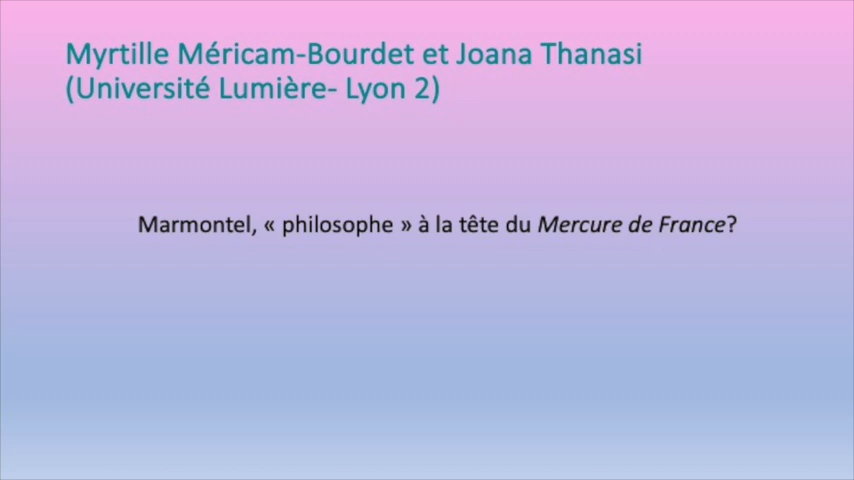 Myrtille Méricam-Bourdet et Joana Thanasi
(Université Lumière- Lyon 2)
Marmontel, « philosophe » à la tête du Mercure de France?